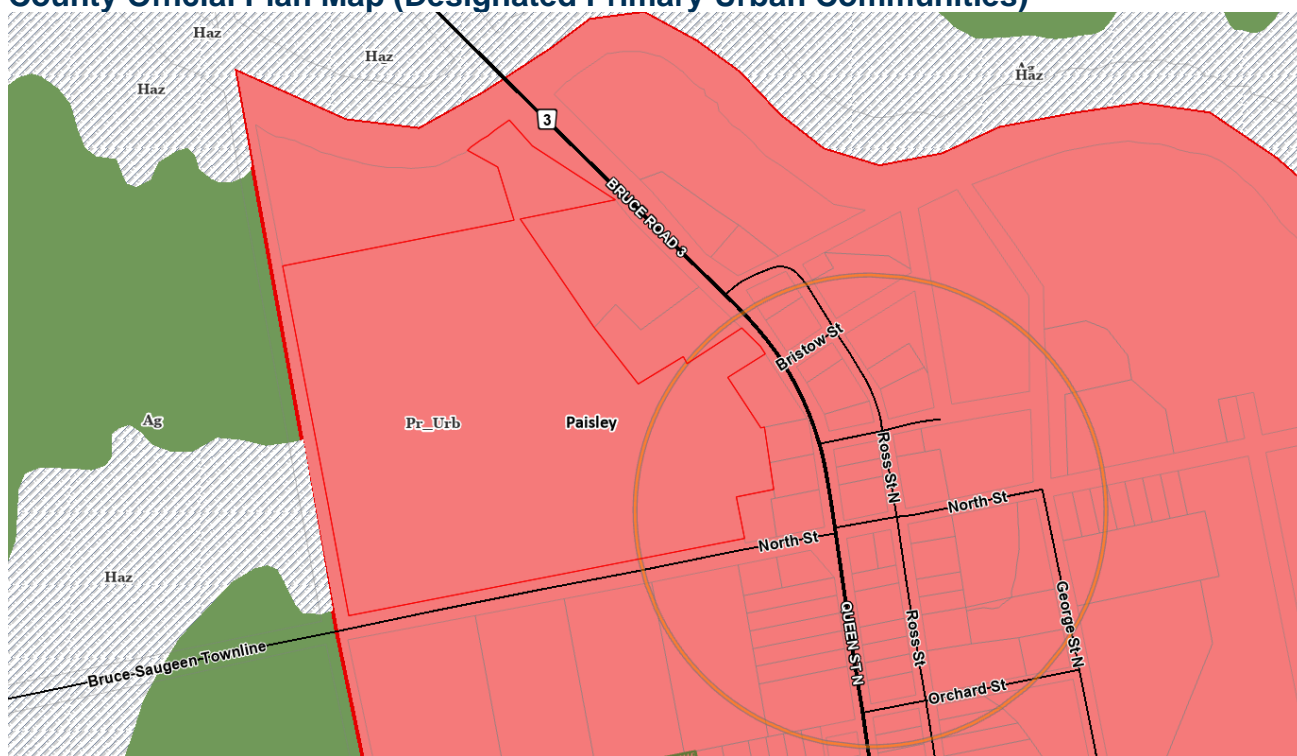 County Official Plan Map (Designated Primary Urban Communities)
Haz
Haz
Haz
Ag
Haz
3
BRUCE ROAD 3
Bristow St
Ag
Pr_Urb
Paisley
Ross St N
North St
North St
Haz
George St N
QUEEN ST N
Ross St
Bruce-Saugeen Townline
Orchard St